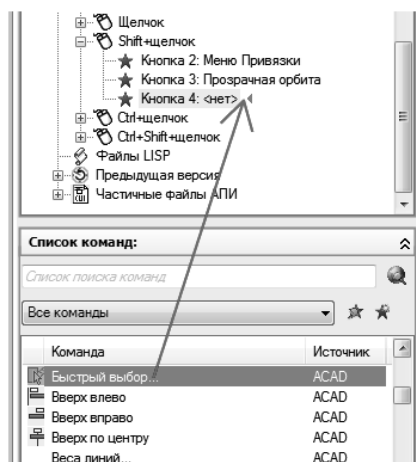 Щелчок
Shift+щелчок
Кнопка 2: Меню Привязки
Кнопка 3: Прозрачная орбита
Кнопка 4: <нет>
Ctrl+щелчок
Ctrl+Shift+щелчок
Файлы LISP
Предыдущая версия
Частичные файлы АПИ
Список команд:
Список поиска команд
Все команды
Команда Источник
Быстрый выбор... ACAD
Вверх влево ACAD
Вверх вправо ACAD
Вверх по центру ACAD
Веса линий... ACAD